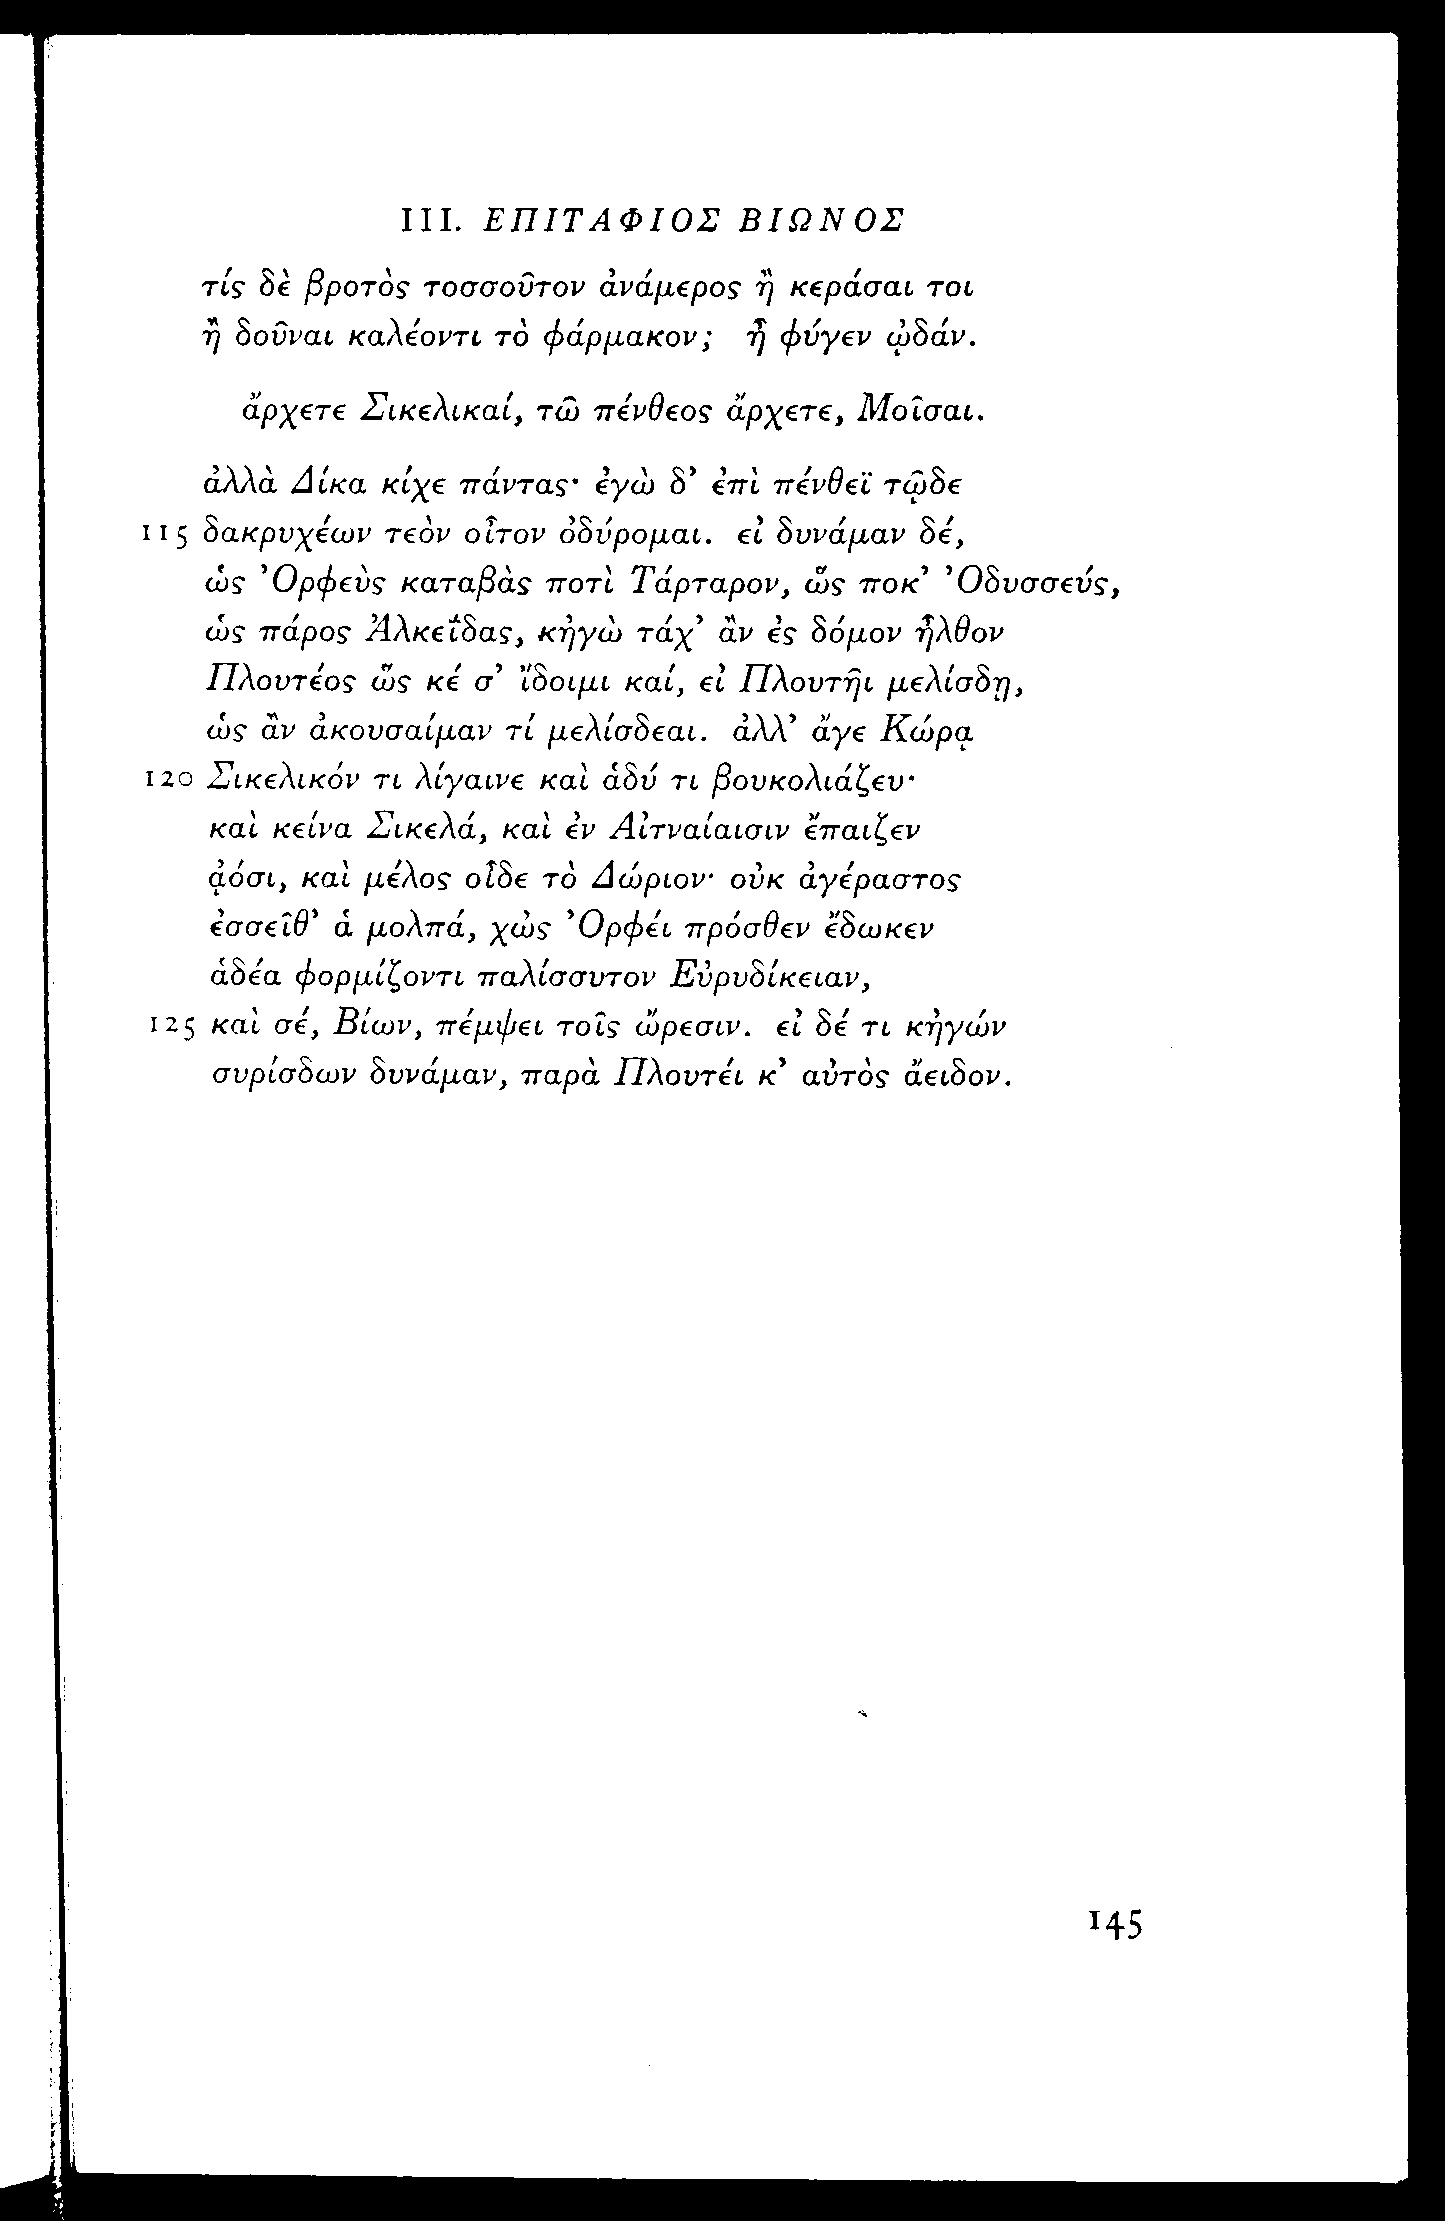 III. ΕΠΙΤΑΦΙΟΣ ΒΙΩΝΟΣ
τίς δὲ βροτὸς τοσσοῦτον ἀνάμερος ἢ κεράσαι τοι
ἢ δοῦναι καλέοντι τὸ φάρμακον; ἦ φύγεν ᾠδάν.
ἄρχετε Σικελικαί, τῶ πένθεος ἄρχετε, Μοῖσαι.
ἀλλὰ Δίκα κίχε πάντας· ἐγὼ δ’ ἐπὶ πένθεϊ τῷδε
115 δακρυχέων τεὸν οἶτον ὀδύρομαι. εἰ δυνάμαν δέ,
ὡς Ὀρφεὺς καταβὰς ποτὶ Τάρταρον, ὥς ποκ’ Ὀδυσσεύς,
ὡς πάρος Ἀλκεΐδας, κἠγὼ τάχ’ ἂν ἐς δόμον ἦλθον
Πλουτέος ὥς κέ σ’ ἴδοιμι καί, εἰ Πλουτῆι μελίσδῃ,
ὡς ἂν ἀκουσαίμαν τί μελίσδεαι. ἀλλ’ ἄγε Κώρᾳ
120 Σικελικόν τι λίγαινε καὶ ἁδύ τι βουκολιάζευ·
καὶ κείνα Σικελά, καὶ ἐν Αἰτναίαισιν ἔπαιζεν
ᾀόσι, καὶ μέλος οἶδε τὸ Δώριον· οὐκ ἀγέραστος
ἐσσεῖθ’ ἁ μολπά, χὠς Ὀρφέι πρόσθεν ἔδωκεν
ἁδέα φορμίζοντι παλίσσυτον Εὐρυδίκειαν,
125 καὶ σέ, Βίων, πέμψει τοῖς ὤρεσιν. εἰ δέ τι κἠγών
συρίσδων δυνάμαν, παρὰ Πλουτέι κ’ αὐτὸς ἄειδον.
145